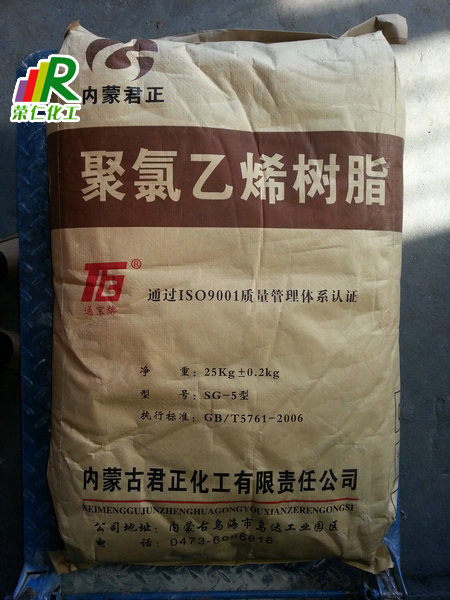 R
荣仁化工
内蒙君正
聚氯乙烯树脂
®
通宝牌
通过ISO9001质量管理体系认证
净 重：25Kg±0.2kg
型 号：SG-5型
执行标准：GB/T5761-2006
内蒙古君正化工有限责任公司
NEIMENGGUJUNZHENGHUAGONGYOUXIANZERENGONGSI
公司地址：内蒙古乌海市乌达工业园区
电 话：